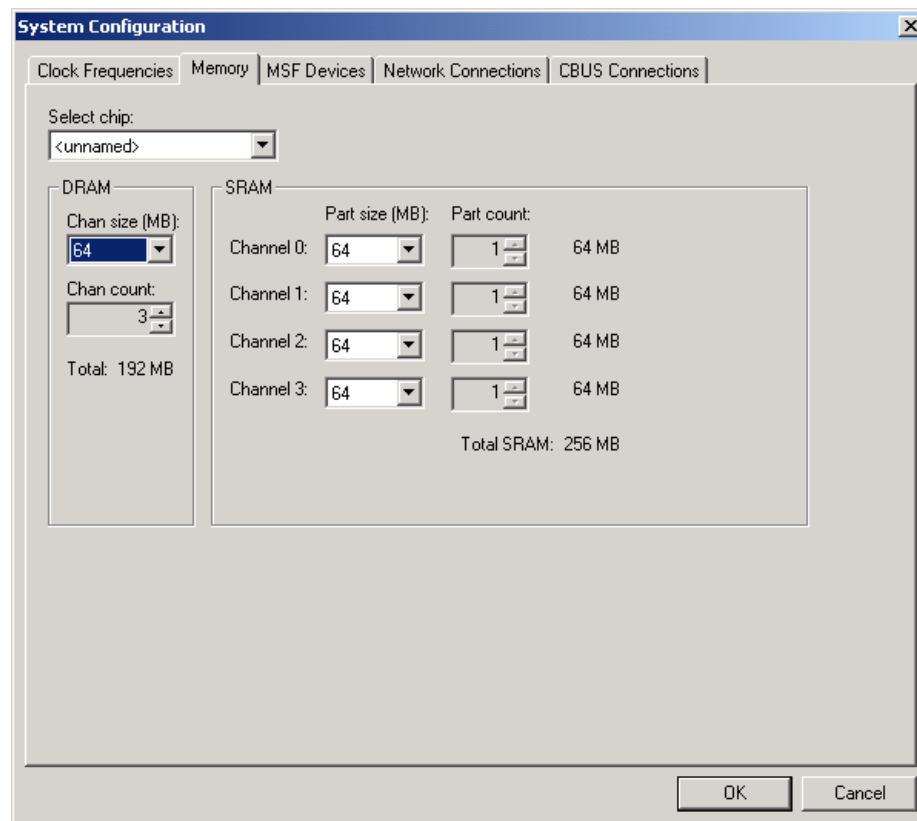 System Configuration
Clock Frequencies Memory MSF Devices Network Connections CBUS Connections
Select chip:
<unnamed>
DRAM
Chan size (MB):
64
Chan count:
3
Total: 192 MB
SRAM
Part size (MB): Part count:
Channel 0: 64 1 64 MB
Channel 1: 64 1 64 MB
Channel 2: 64 1 64 MB
Channel 3: 64 1 64 MB
Total SRAM: 256 MB
OK Cancel